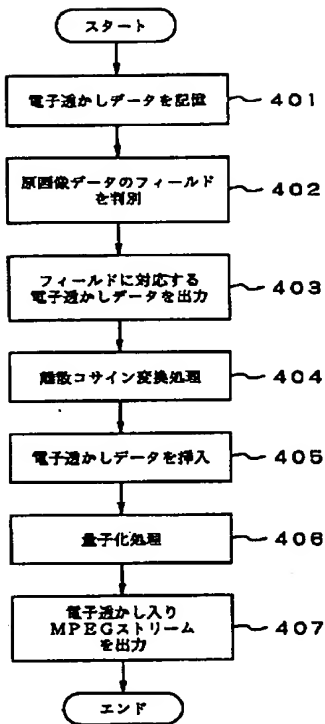 スタート
電子透かしデータを記憶
401
原画像データのフィールド
を判別
402
フィールドに対応する
電子透かしデータを出力
403
離散コサイン変換処理
404
電子透かしデータを挿入
405
量子化処理
406
電子透かし入り
MPEGストリーム
を出力
407
エンド